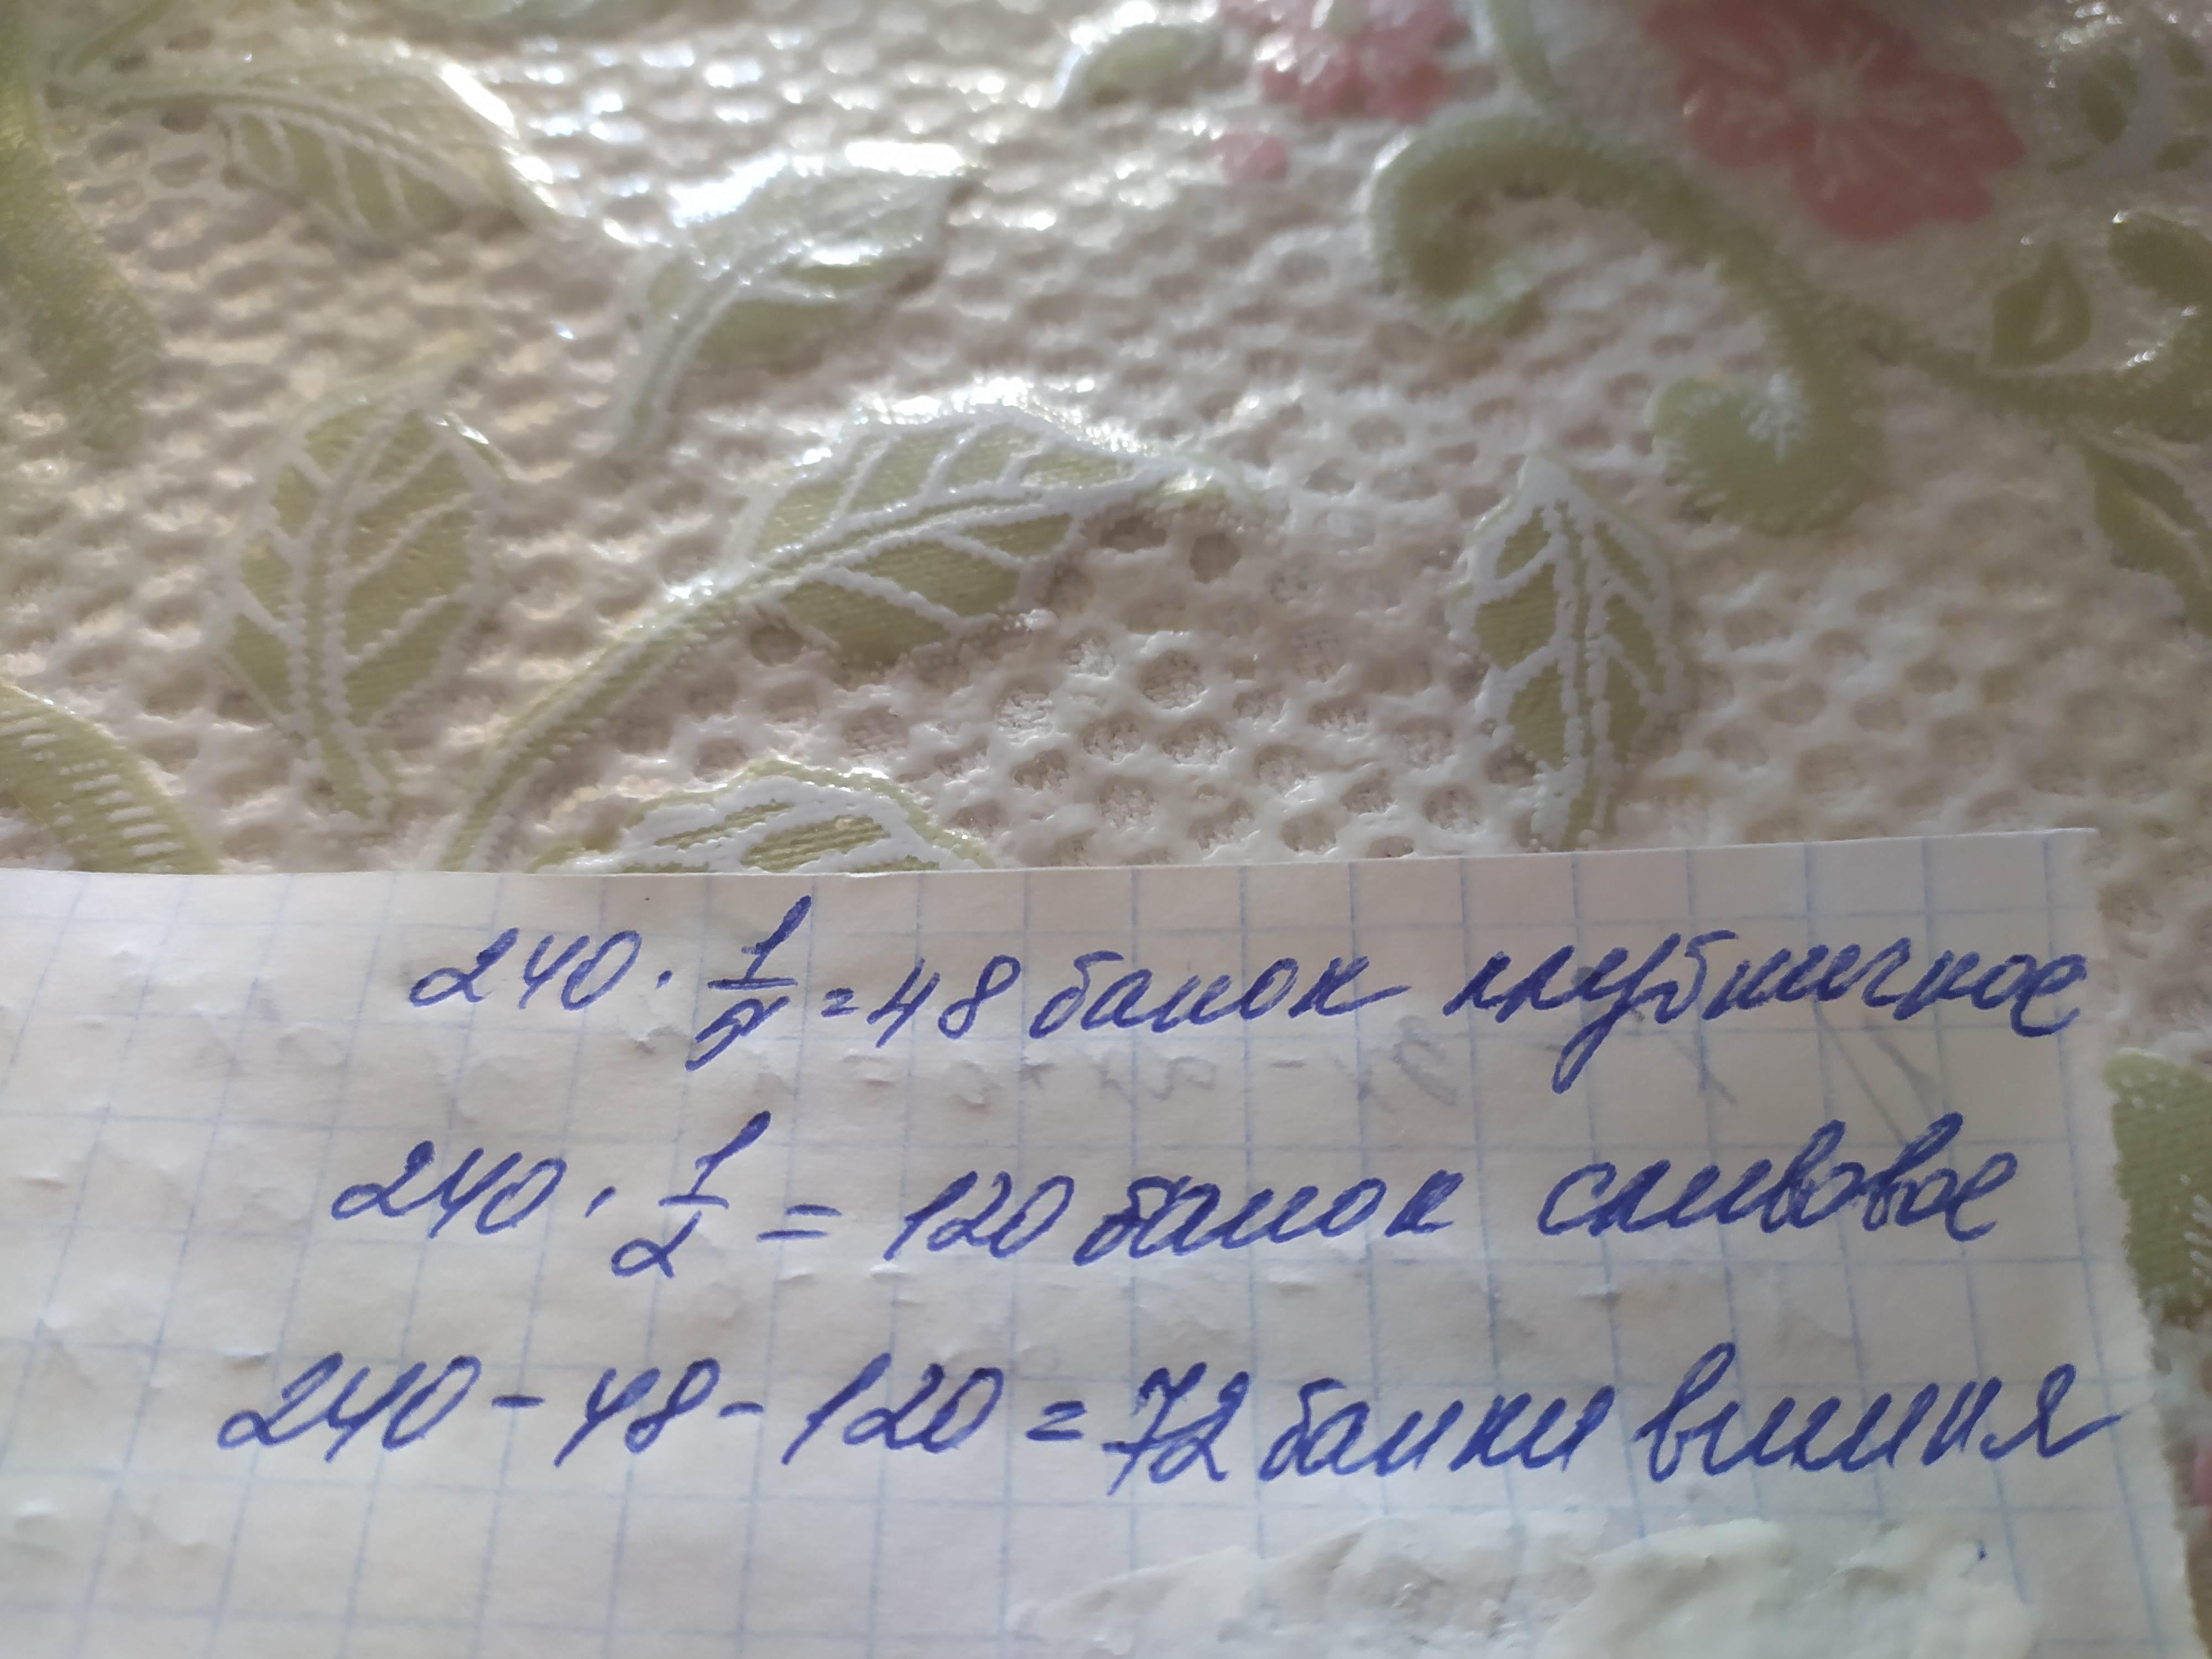 240 · 1/5 = 48 банок клубничное
240 · 1/2 = 120 банок сливовое
240 - 48 - 120 = 72 банки вишня